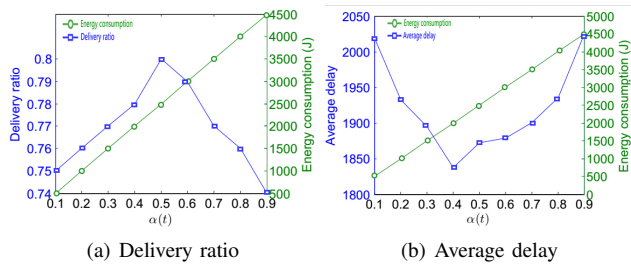 Energy consumption
Delivery ratio
0.8
0.79
0.78
0.77
0.76
0.75
0.74
Delivery ratio
4500
4000
3500
3000
2500
2000
1500
1000
500
Energy consumption (J)
0.1 0.2 0.3 0.4 0.5 0.6 0.7 0.8 0.9
α(t)
(a) Delivery ratio
Energy consumption
Average delay
2050
2000
1950
1900
1850
1800
Average delay
5000
4500
4000
3500
3000
2500
2000
1500
1000
500
0
Energy consumption (J)
0.1 0.2 0.3 0.4 0.5 0.6 0.7 0.8 0.9
α(t)
(b) Average delay